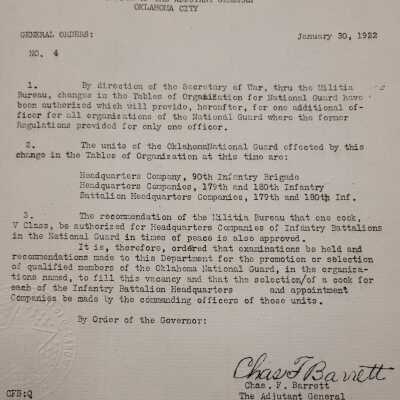 OKLAHOMA CITY
GENERAL ORDERS:
January 30, 1922
NO. 4
1. By direction of the Secretary of War, thru the Militia
Bureau, changes in the Tables of Organization for National Guard have
been authorized which will provide, hereafter, for one additional of-
ficer for all organizations of the National Guard where the former
Regulations provided for only one officer.
2. The units of the OklahomaNational Guard effected by this
change in the Tables of Organization at this time are:
Headquarters Company, 90th Infantry Brigade
Headquarters Companies, 179th and 180th Infantry
Battalion Headquarters Companies, 179th and 180th Inf.
3. The recommendation of the Militia Bureau that one cook,
V Class, be authorized for Headquarters Companies of Infantry Battalions
in the National Guard in times of peace is also approved.
It is, therefore, ordered that examinations be held and
recommendations made to this Department for the promotion or selection
of qualified members of the Oklahoma National Guard, in the organiza-
tions named, to fill this vacancy and that the selection/of a cook for
each of the Infantry Battalion Headquarters and appointment
Companies be made by the commanding officers of those units.
By Order of the Governor:
Chas F Barrett
Chas. F. Barrett
The Adjutant General
CFB:Q